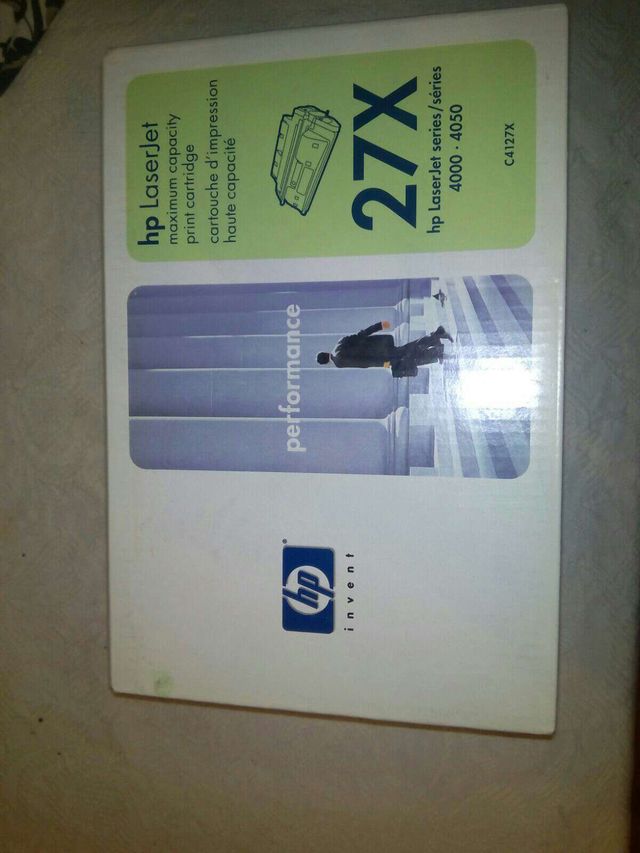 hp LaserJet
maximum capacity
print cartridge
cartouche d'impression
haute capacité
27X
hp LaserJet series/séries
4000 · 4050
C4127X
performance
hp
®
invent